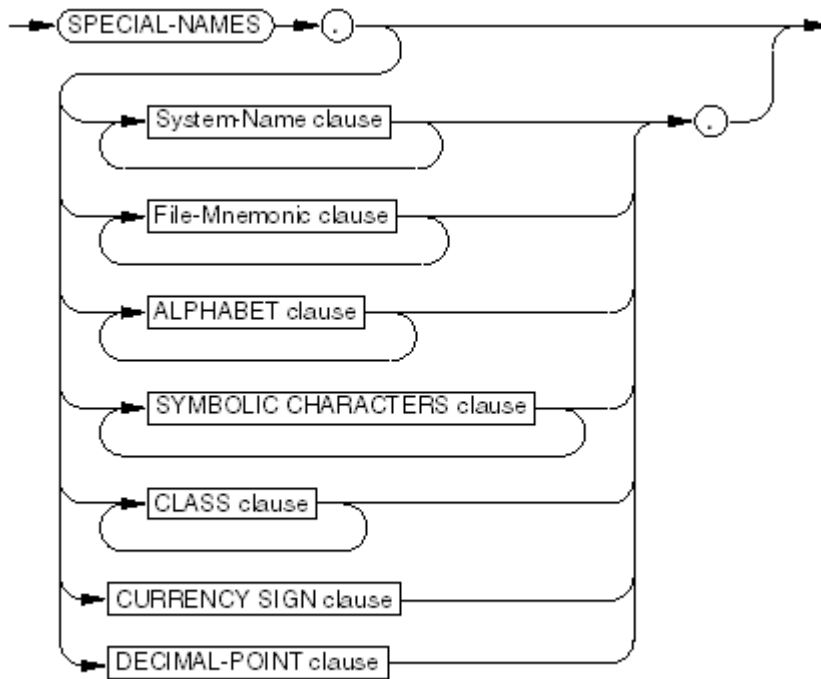 SPECIAL-NAMES .
System-Name clause
.
File-Mnemonic clause
ALPHABET clause
SYMBOLIC CHARACTERS clause
CLASS clause
CURRENCY SIGN clause
DECIMAL-POINT clause